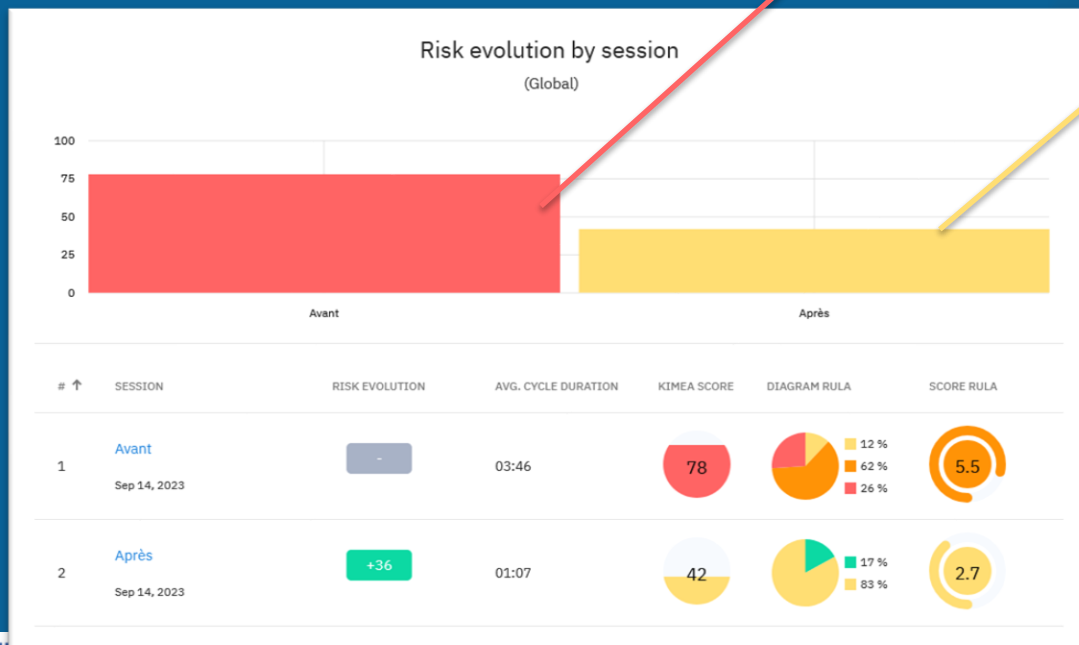 Risk evolution by session
(Global)
100
75
50
25
0
Avant
Après
# ↑ SESSION RISK EVOLUTION AVG. CYCLE DURATION KIMEA SCORE DIAGRAM RULA SCORE RULA
1 Avant - 03:46 78 12 % 5.5
62 %
Sep 14, 2023 26 %
2 Après +36 01:07 42 17 % 2.7
83 %
Sep 14, 2023